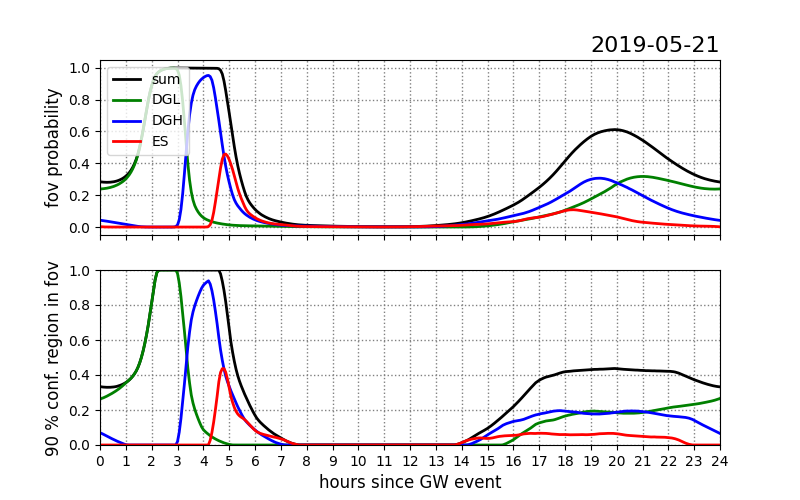 2019-05-21
fov probability
1.0
0.8
0.6
0.4
0.2
0.0
sum
DGL
DGH
ES
90 % conf. region in fov
1.0
0.8
0.6
0.4
0.2
0.0
0 1 2 3 4 5 6 7 8 9 10 11 12 13 14 15 16 17 18 19 20 21 22 23 24
hours since GW event